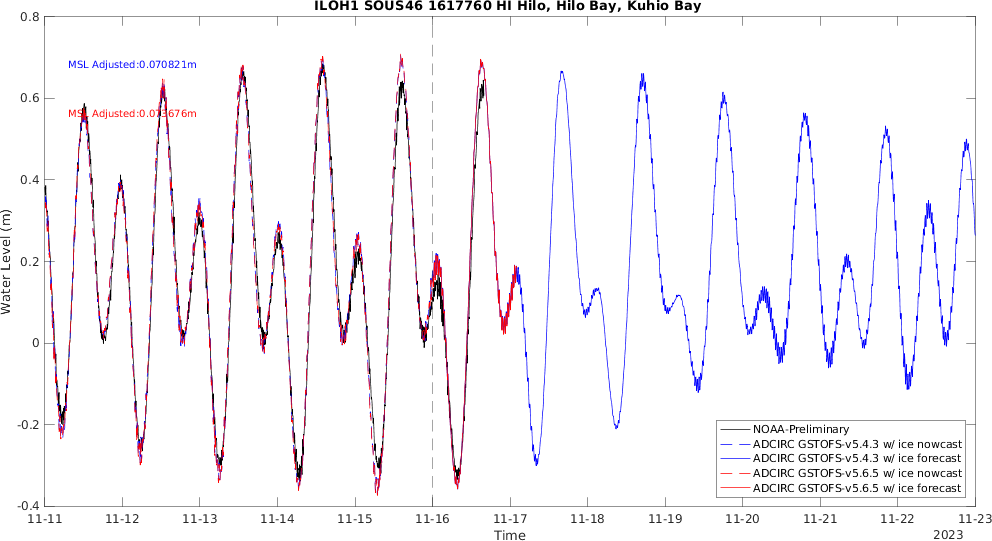 ILOH1 SOUS46 1617760 HI Hilo, Hilo Bay, Kuhio Bay
0.8
0.6
0.4
0.2
0
-0.2
-0.4
Water Level (m)
MSL Adjusted:0.070821m
MSL Adjusted:0.073676m
NOAA-Preliminary
ADCIRC GSTOFS-v5.4.3 w/ ice nowcast
ADCIRC GSTOFS-v5.4.3 w/ ice forecast
ADCIRC GSTOFS-v5.6.5 w/ ice nowcast
ADCIRC GSTOFS-v5.6.5 w/ ice forecast
11-11 11-12 11-13 11-14 11-15 11-16 11-17 11-18 11-19 11-20 11-21 11-22 11-23
Time
2023